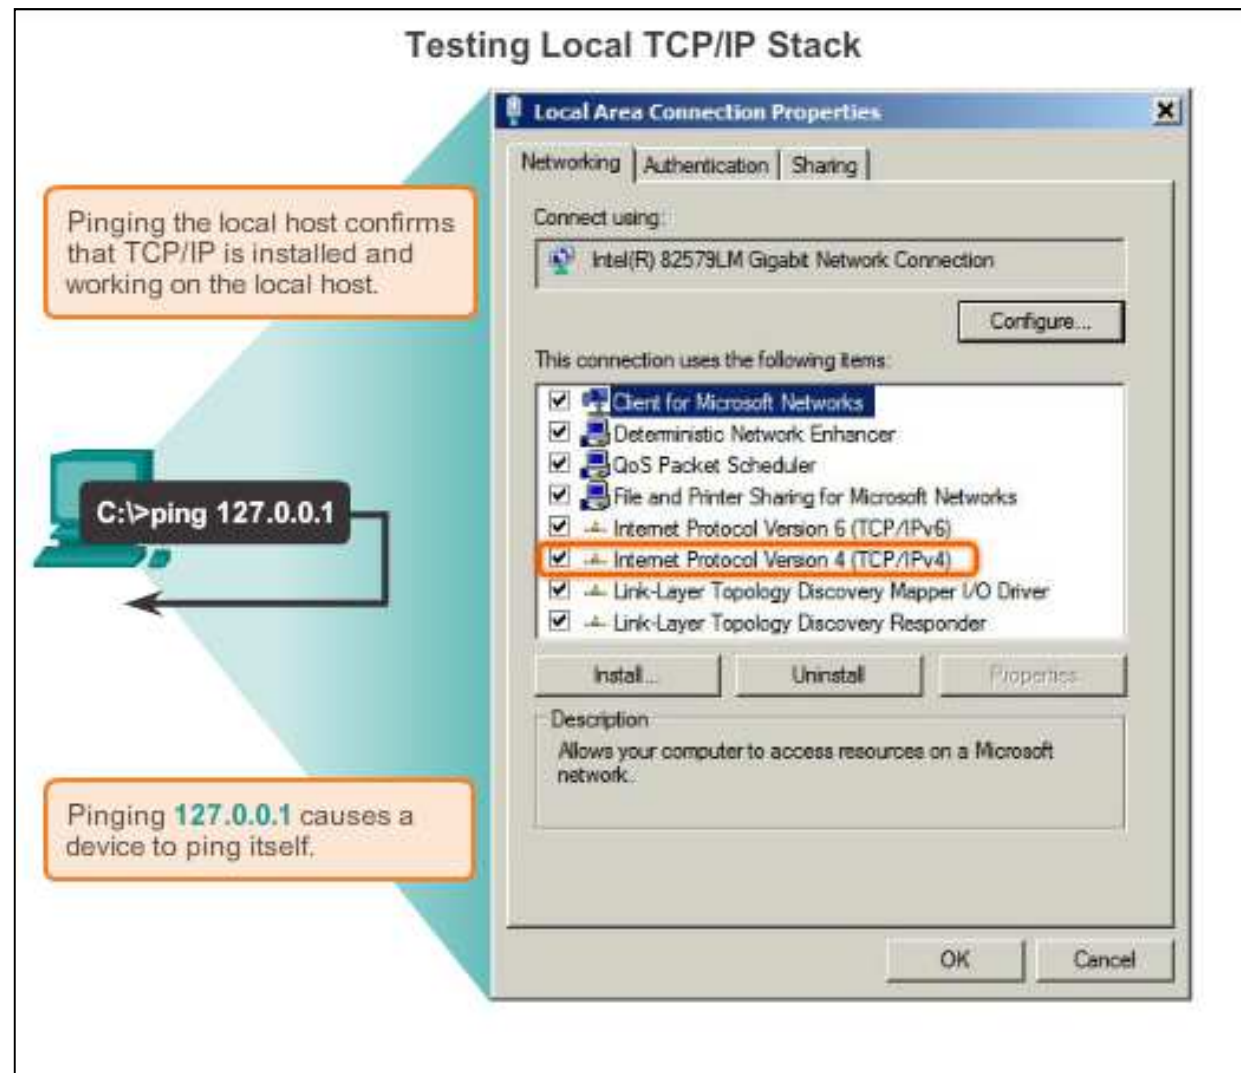 Testing Local TCP/IP Stack
Pinging the local host confirms
that TCP/IP is installed and
working on the local host.
C:\>ping 127.0.0.1
Pinging 127.0.0.1 causes a
device to ping itself.
Local Area Connection Properties
Networking Authentication Sharing
Connect using:
Intel(R) 82579LM Gigabit Network Connection
Configure...
This connection uses the following items:
Client for Microsoft Networks
Deterministic Network Enhancer
QoS Packet Scheduler
File and Printer Sharing for Microsoft Networks
Internet Protocol Version 6 (TCP/IPv6)
Internet Protocol Version 4 (TCP/IPv4)
Link-Layer Topology Discovery Mapper I/O Driver
Link-Layer Topology Discovery Responder
Install... Uninstall Properties
Description
Allows your computer to access resources on a Microsoft
network.
OK Cancel